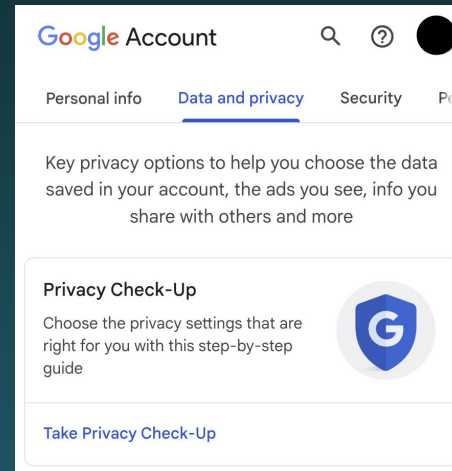 Google Account
Personal info Data and privacy Security
Key privacy options to help you choose the data
saved in your account, the ads you see, info you
share with others and more
Privacy Check-Up
Choose the privacy settings that are
right for you with this step-by-step
guide
G
Take Privacy Check-Up